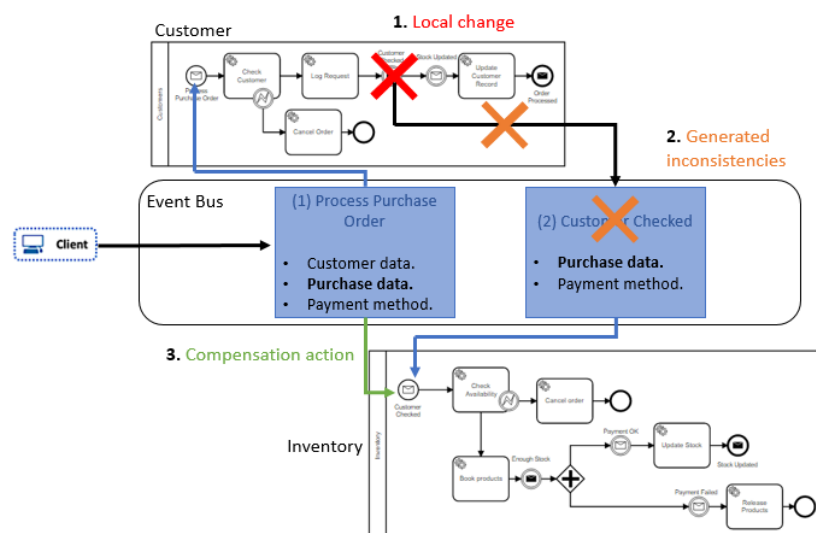 1. Local change
Customer
Customers
Process
Purchase Order
Check
Customer
Log Request
Customer
Checked
Stock Updated
Update
Customer
Record
Order
Processed
Cancel Order
2. Generated
inconsistencies
Event Bus
(1) Process Purchase
Order
• Customer data.
• Purchase data.
• Payment method.
(2) Customer Checked
• Purchase data.
• Payment method.
Client
3. Compensation action
Inventory
Inventory
Customer
Checked
Check
Availability
Cancel order
Book products
Enough Stock
Payment OK
Update Stock
Stock Updated
Payment Failed
Release
Products